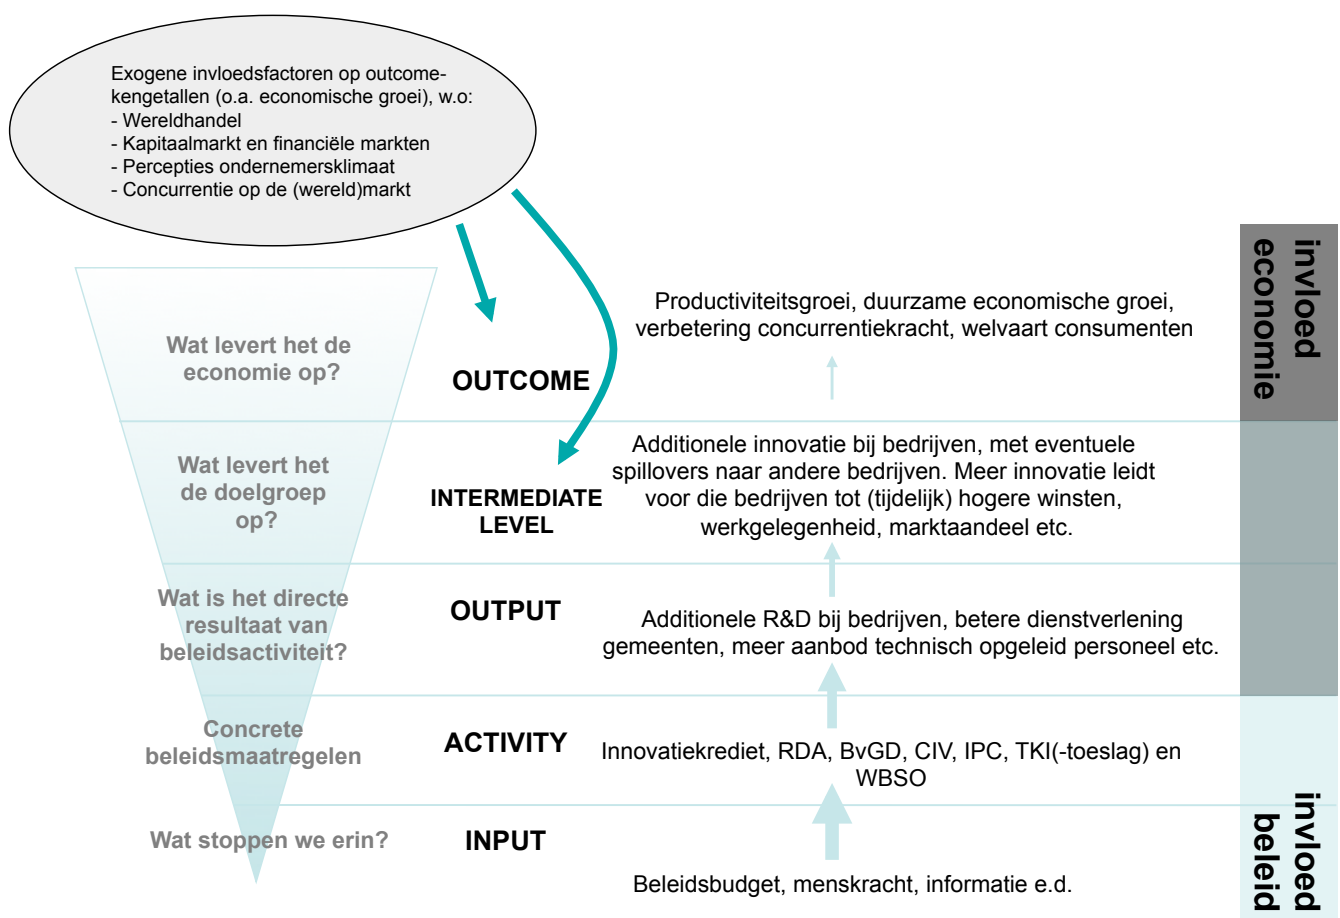 Exogene invloedsfactoren op outcome-
kengetallen (o.a. economische groei), w.o:
- Wereldhandel
- Kapitaalmarkt en financiële markten
- Percepties ondernemersklimaat
- Concurrentie op de (wereld)markt
Wat levert het de
economie op?
OUTCOME
Productiviteitsgroei, duurzame economische groei,
verbetering concurrentiekracht, welvaart consumenten
invloed
economie
Wat levert het
de doelgroep
op?
INTERMEDIATE
LEVEL
Additionele innovatie bij bedrijven, met eventuele
spillovers naar andere bedrijven. Meer innovatie leidt
voor die bedrijven tot (tijdelijk) hogere winsten,
werkgelegenheid, marktaandeel etc.
Wat is het directe
resultaat van
beleidsactiviteit?
OUTPUT
Additionele R&D bij bedrijven, betere dienstverlening
gemeenten, meer aanbod technisch opgeleid personeel etc.
Concrete
beleidsmaatregelen
ACTIVITY
Innovatiekrediet, RDA, BvGD, CIV, IPC, TKI(-toeslag) en
WBSO
Wat stoppen we erin?
INPUT
Beleidsbudget, menskracht, informatie e.d.
invloed
beleid